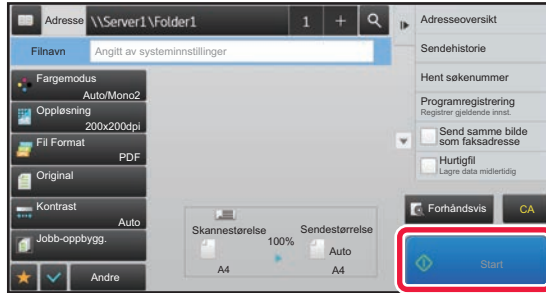 Adresse \\Server1\Folder1 1 +
Filnavn Angitt av systeminnstillinger
Fargemodus
Auto/Mono2
Oppløsning
200x200dpi
Fil Format
PDF
Original
Kontrast
Auto
Jobb-oppbygg.
Andre
Skannestørelse
A4
100%
Sendestørrelse
Auto
A4
Adresseoversikt
Sendehistorie
Hent søkenummer
Programregistrering
Registrer gjeldende innst.
Send samme bilde
som faksadresse
Hurtigfil
Lagre data midlertidig
Forhåndsvis CA
Start